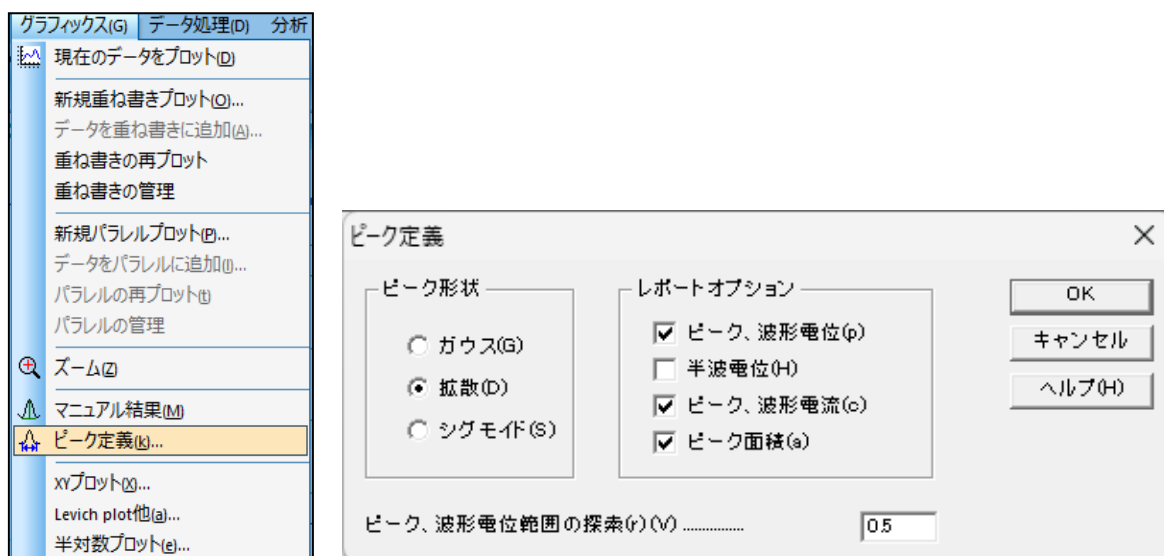 グラフィックス(G) データ処理(D) 分析
現在のデータをプロット(D)
新規重ね書きプロット(O)...
データを重ね書きに追加(A)...
重ね書きの再プロット
重ね書きの管理
新規パラレルプロット(P)...
データをパラレルに追加(I)...
パラレルの再プロット(t)
パラレルの管理
ズーム(Z)
マニュアル結果(M)
ピーク定義(k)...
XYプロット(X)...
Levich plot他(a)...
半対数プロット(e)...
ピーク定義
ピーク形状
ガウス(G)
拡散(D)
シグモイド(S)
レポートオプション
ピーク、波形電位(p)
半波電位(H)
ピーク、波形電流(c)
ピーク面積(a)
OK
キャンセル
ヘルプ(H)
ピーク、波形電位範囲の探索(r)(V) ............... 0.5